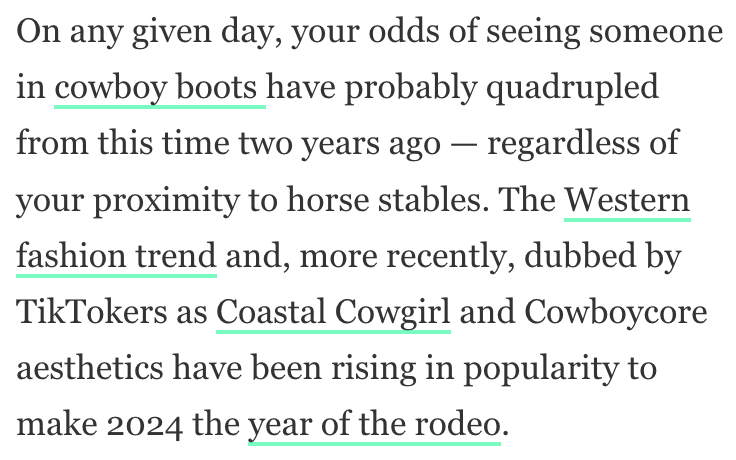 On any given day, your odds of seeing someone
in cowboy boots have probably quadrupled
from this time two years ago — regardless of
your proximity to horse stables. The Western
fashion trend and, more recently, dubbed by
TikTokers as Coastal Cowgirl and Cowboycore
aesthetics have been rising in popularity to
make 2024 the year of the rodeo.